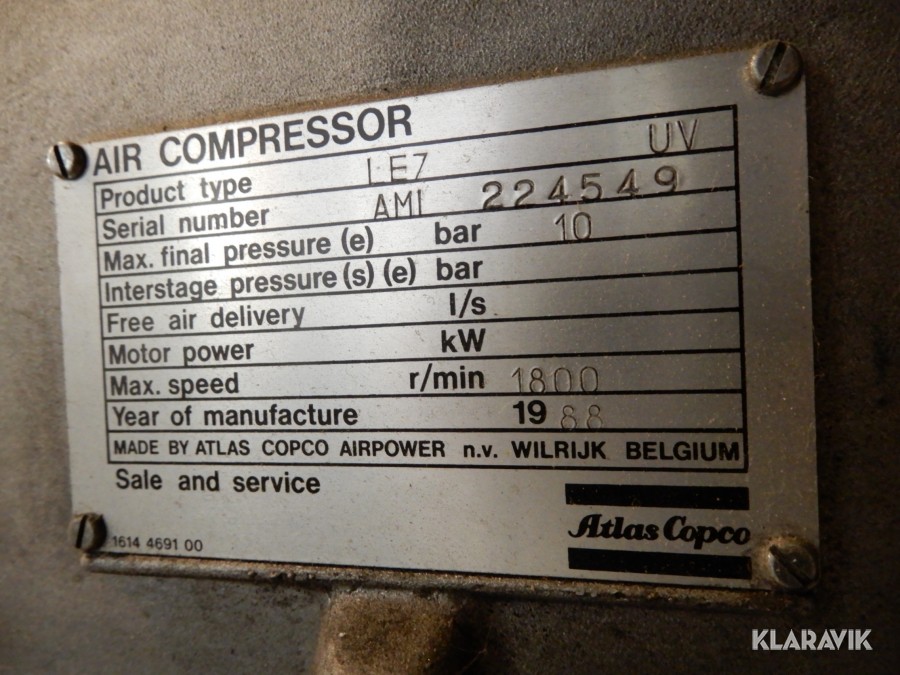 AIR COMPRESSOR
Product type LE7 UV
Serial number AMI 224549
Max. final pressure (e) bar 10
Interstage pressure (s) (e) bar
Free air delivery l/s
Motor power kW
Max. speed r/min 1800
Year of manufacture 1988
MADE BY ATLAS COPCO AIRPOWER n.v. WILRIJK BELGIUM
Sale and service
Atlas Copco
1614 4691 00
KLARAVIK